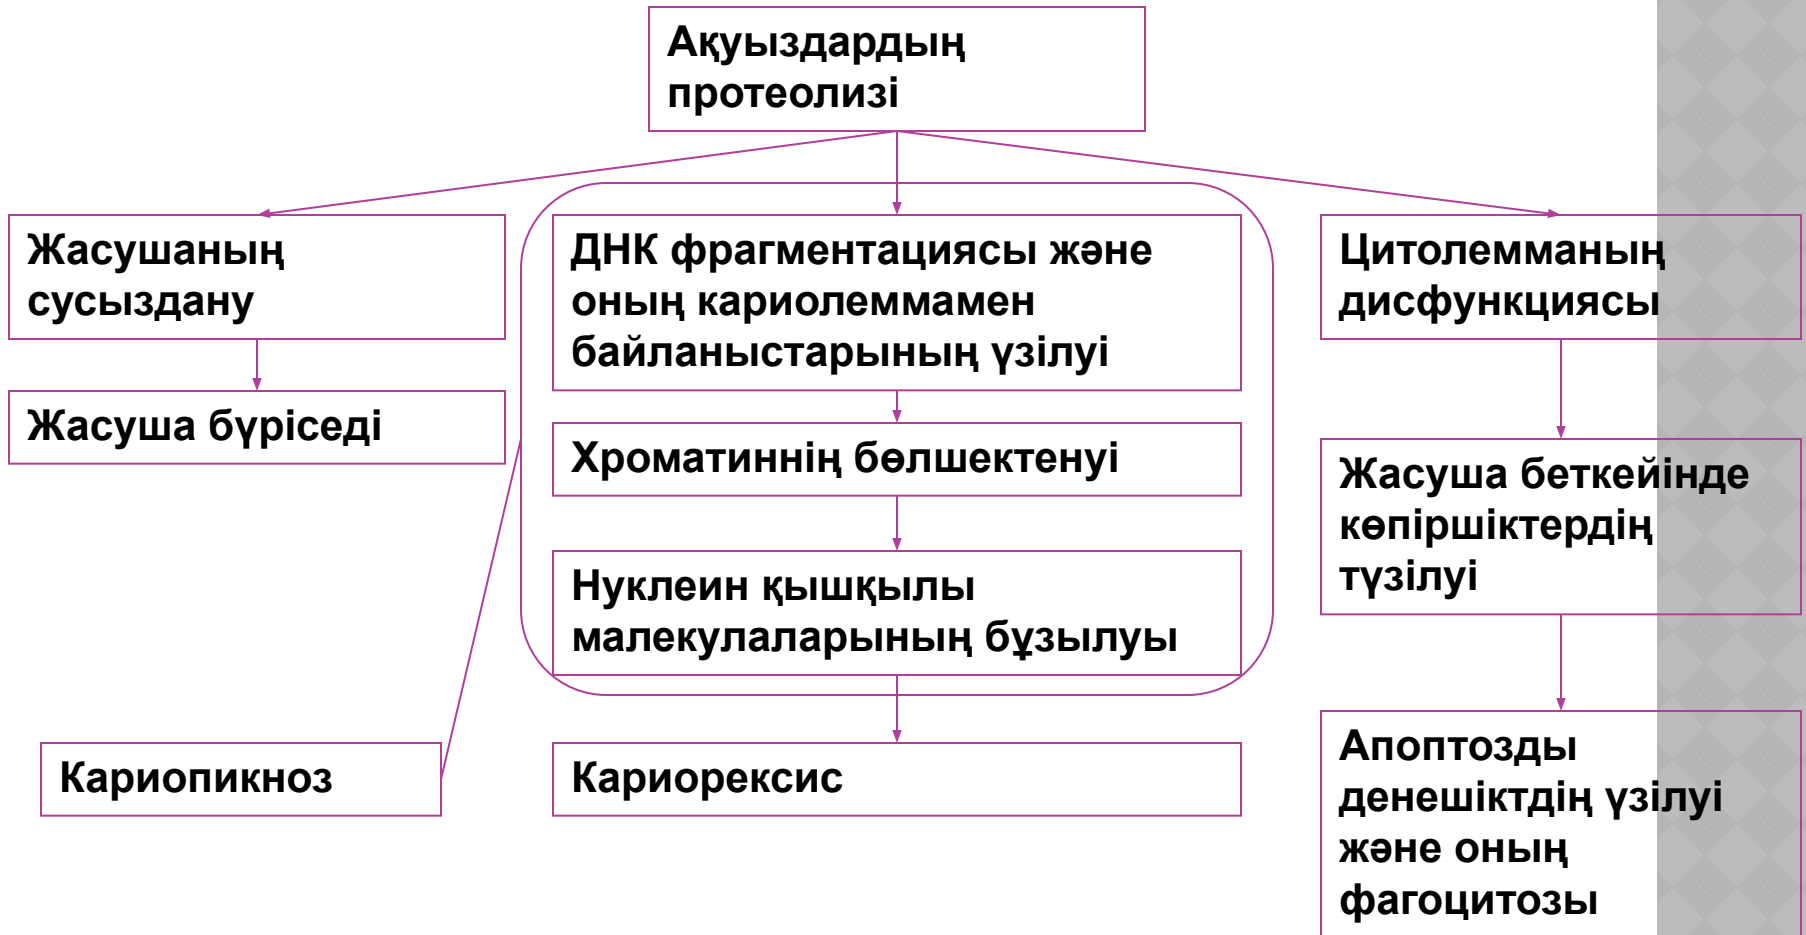 Ақуыздардың
протеолизі
Жасушаның
сусыздану
Жасуша бүріседі
ДНК фрагментациясы және
оның кариолеммамен
байланыстарының үзілуі
Хроматиннің бөлшектенуі
Нуклеин қышқылы
малекулаларының бұзылуы
Кариопикноз
Кариорексис
Цитолемманың
дисфункциясы
Жасуша беткейінде
көпіршіктердің
түзілуі
Апоптозды
денешіктдің үзілуі
және оның
фагоцитозы